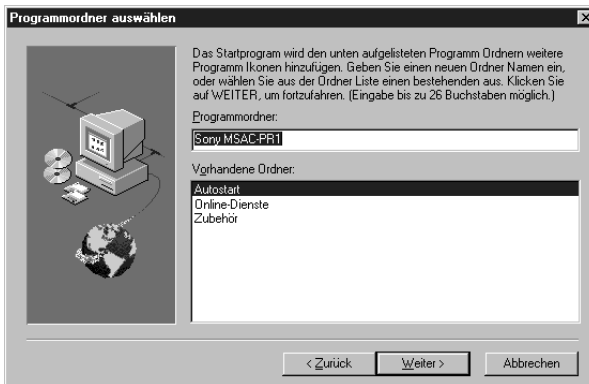 Programmordner auswählen
Das Startprogram wird den unten aufgelisteten Programm Ordnern weitere
Programm Ikonen hinzufügen. Geben Sie einen neuen Ordner Namen ein,
oder wählen Sie aus der Ordner Liste einen bestehenden aus. Klicken Sie
auf WEITER, um fortzufahren. (Eingabe bis zu 26 Buchstaben möglich.)
Programmordner:
Sony MSAC-PR1
Vorhandene Ordner:
Autostart
Online-Dienste
Zubehör
< Zurück
Weiter >
Abbrechen